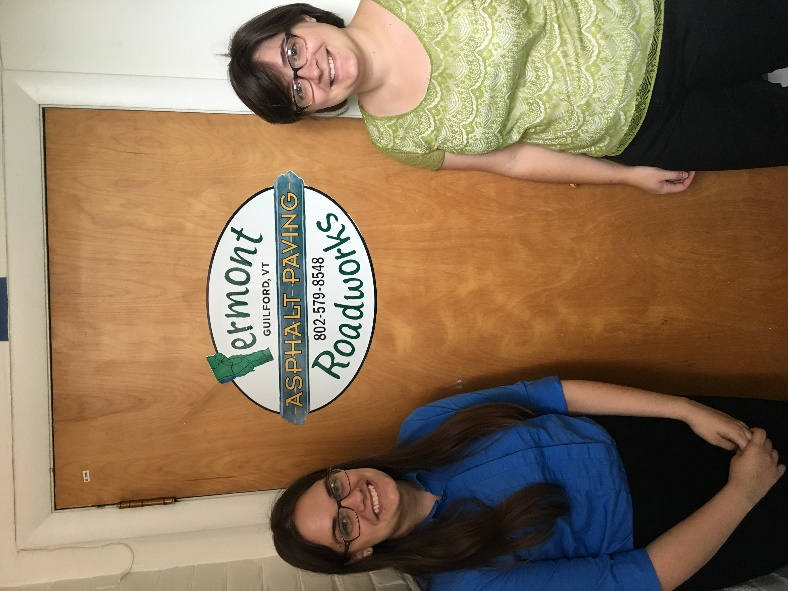 Vermont
GUILFORD, VT
ASPHALT PAVING
802-579-8548
Roadworks